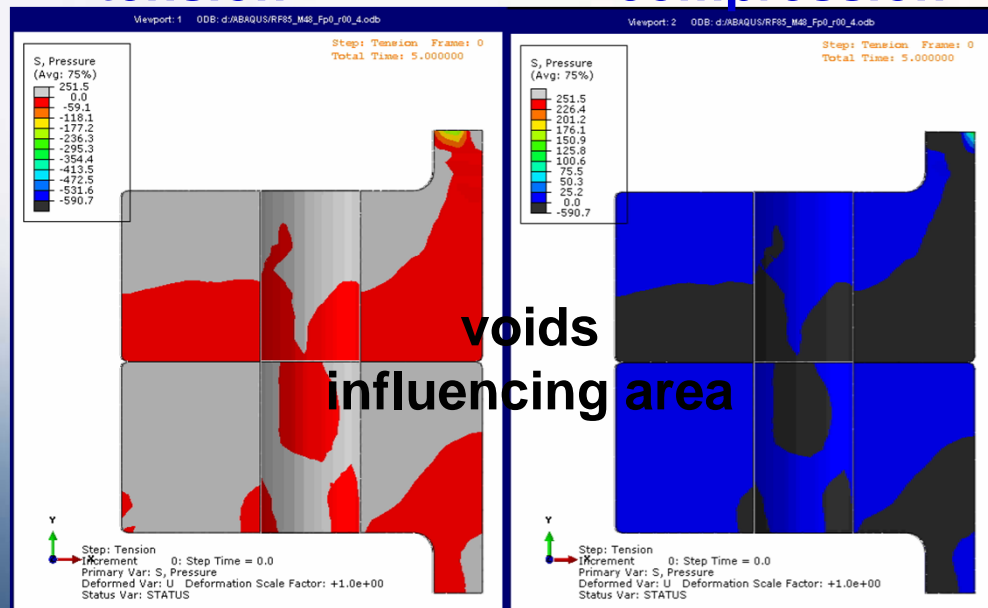 tension
compression
Viewport: 1 ODB: d:/ABAQUS/RF85_M48_Fp0_r00_4.odb
Step: Tension Frame: 0
Total Time: 5.000000
S, Pressure
(Avg: 75%)
251.5
0.0
-59.1
-118.1
-177.2
-236.3
-295.3
-354.4
-413.5
-472.5
-531.6
-590.7
Y
X
Step: Tension
Increment 0: Step Time = 0.0
Primary Var: S, Pressure
Deformed Var: U Deformation Scale Factor: +1.0e+00
Status Var: STATUS
Viewport: 2 ODB: d:/ABAQUS/RF85_M48_Fp0_r00_4.odb
Step: Tension Frame: 0
Total Time: 5.000000
S, Pressure
(Avg: 75%)
251.5
226.4
201.2
176.1
150.9
125.8
100.6
75.5
50.3
25.2
0.0
-590.7
Y
X
Step: Tension
Increment 0: Step Time = 0.0
Primary Var: S, Pressure
Deformed Var: U Deformation Scale Factor: +1.0e+00
Status Var: STATUS
voids
influencing area